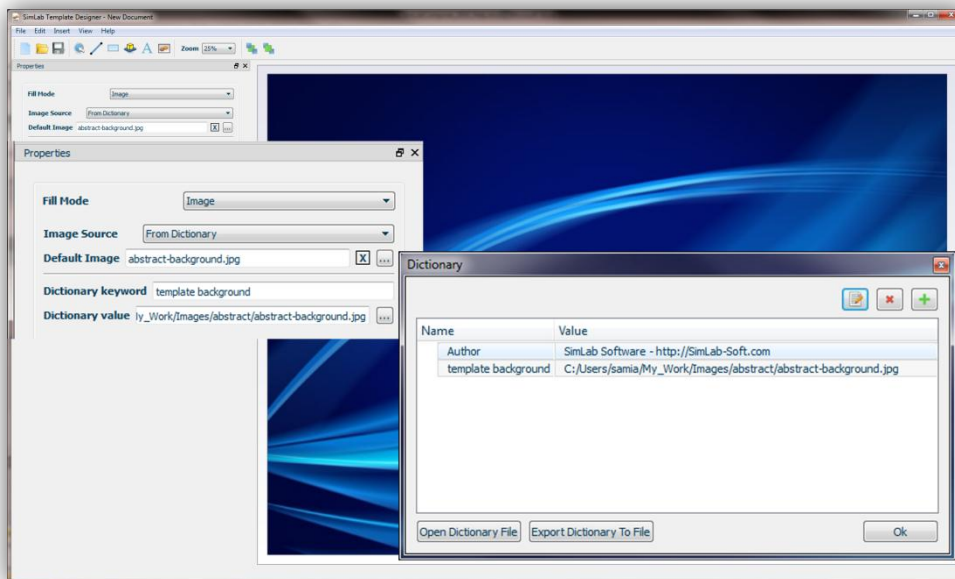 SimLab Template Designer - New Document
File Edit Insert View Help
Zoom 25%
Properties
Fill Mode Image
Image Source From Dictionary
Default Image abstract-background.jpg X ...
Properties
Fill Mode Image
Image Source From Dictionary
Default Image abstract-background.jpg X ...
Dictionary keyword template background
Dictionary value ly_Work/Images/abstract/abstract-background.jpg ...
Dictionary
Name Value
Author SimLab Software - http://SimLab-Soft.com
template background C:/Users/samia/My_Work/Images/abstract/abstract-background.jpg
Open Dictionary File Export Dictionary To File Ok